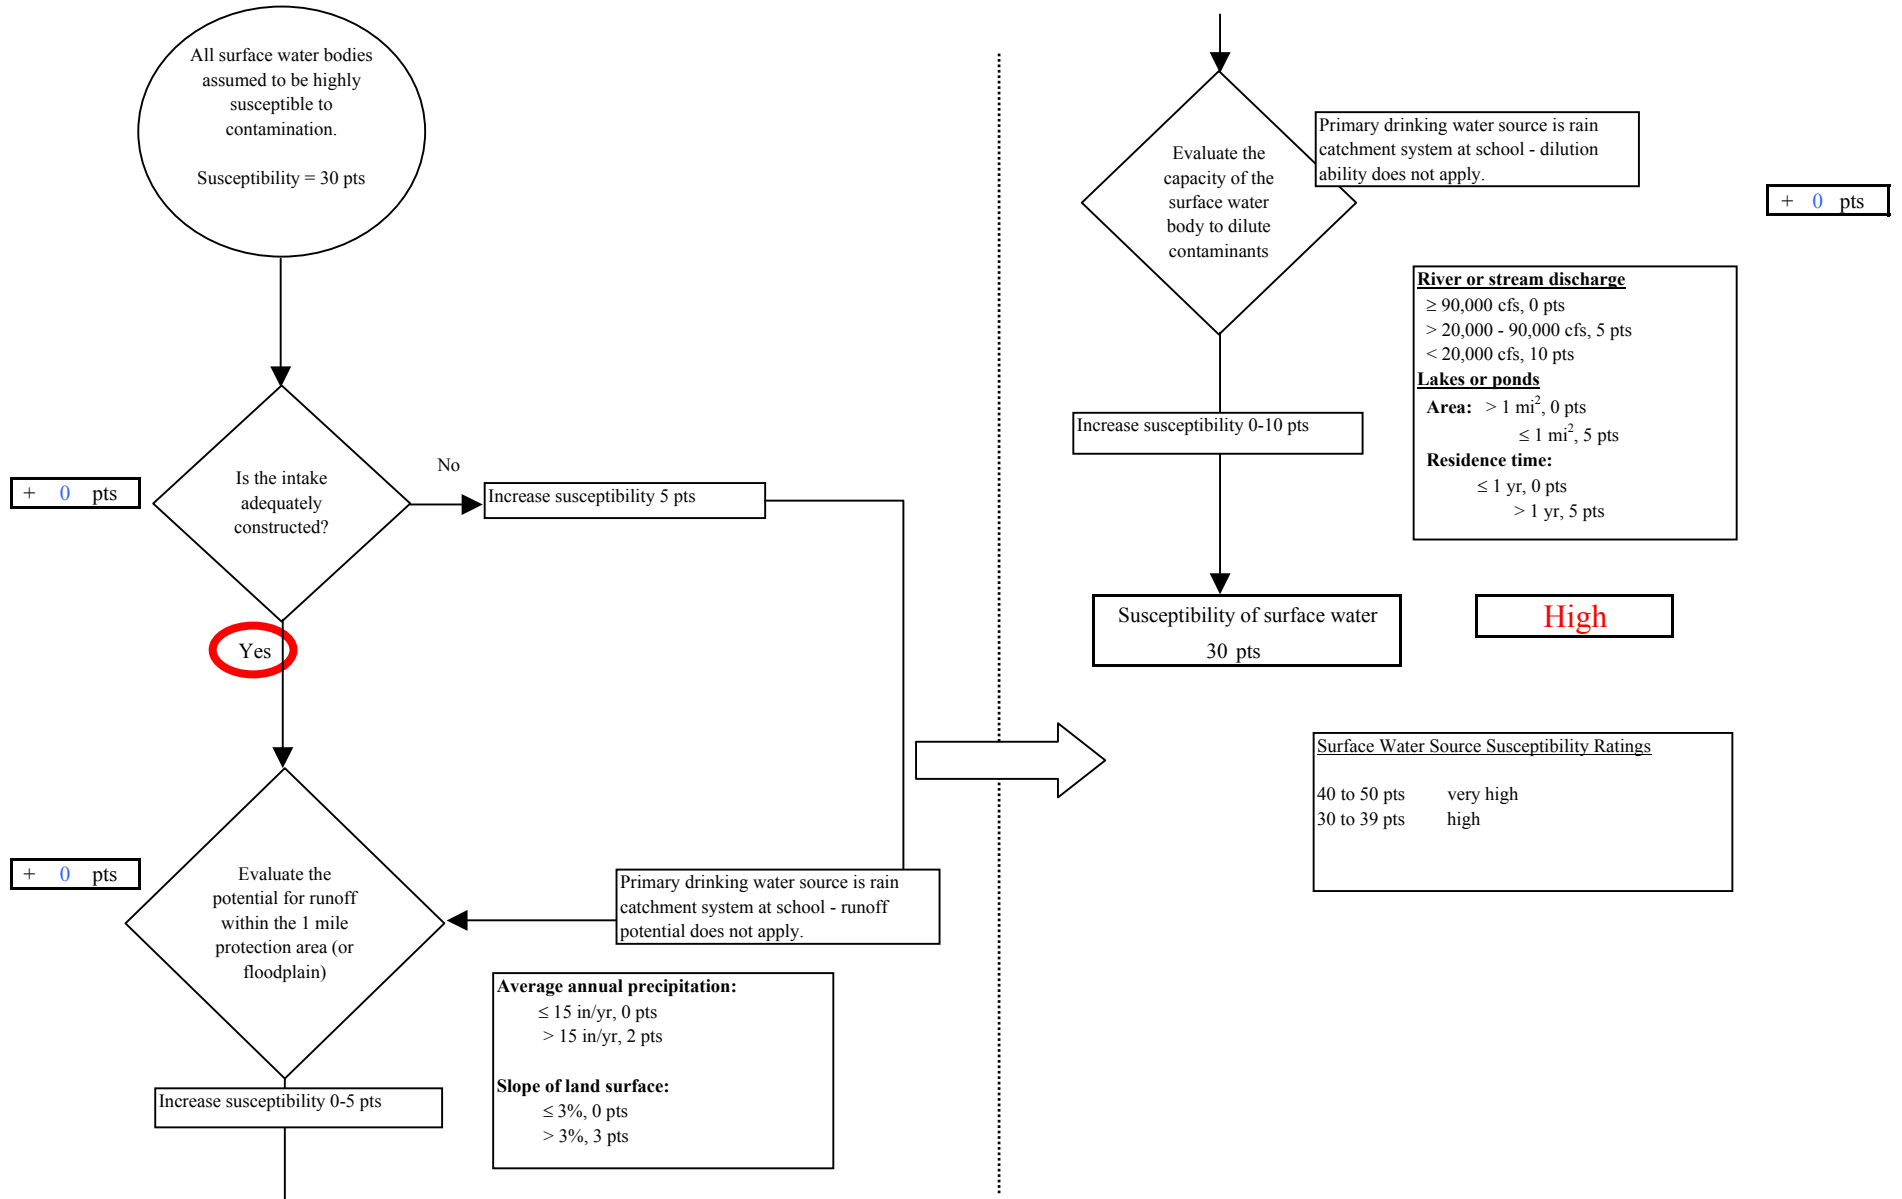 All surface water bodies
assumed to be highly
susceptible to
contamination.
Susceptibility = 30 pts
+ 0 pts
Is the intake
adequately
constructed?
No
Increase susceptibility 5 pts
Yes
+ 0 pts
Evaluate the
potential for runoff
within the 1 mile
protection area (or
floodplain)
Primary drinking water source is rain
catchment system at school - runoff
potential does not apply.
Average annual precipitation:
≤ 15 in/yr, 0 pts
> 15 in/yr, 2 pts
Slope of land surface:
≤ 3%, 0 pts
> 3%, 3 pts
Increase susceptibility 0-5 pts
Evaluate the
capacity of the
surface water
body to dilute
contaminants
Primary drinking water source is rain
catchment system at school - dilution
ability does not apply.
+ 0 pts
River or stream discharge
≥ 90,000 cfs, 0 pts
> 20,000 - 90,000 cfs, 5 pts
< 20,000 cfs, 10 pts
Lakes or ponds
Area: > 1 mi², 0 pts
≤ 1 mi², 5 pts
Residence time:
≤ 1 yr, 0 pts
> 1 yr, 5 pts
Increase susceptibility 0-10 pts
Susceptibility of surface water
30 pts
High
Surface Water Source Susceptibility Ratings
40 to 50 pts very high
30 to 39 pts high